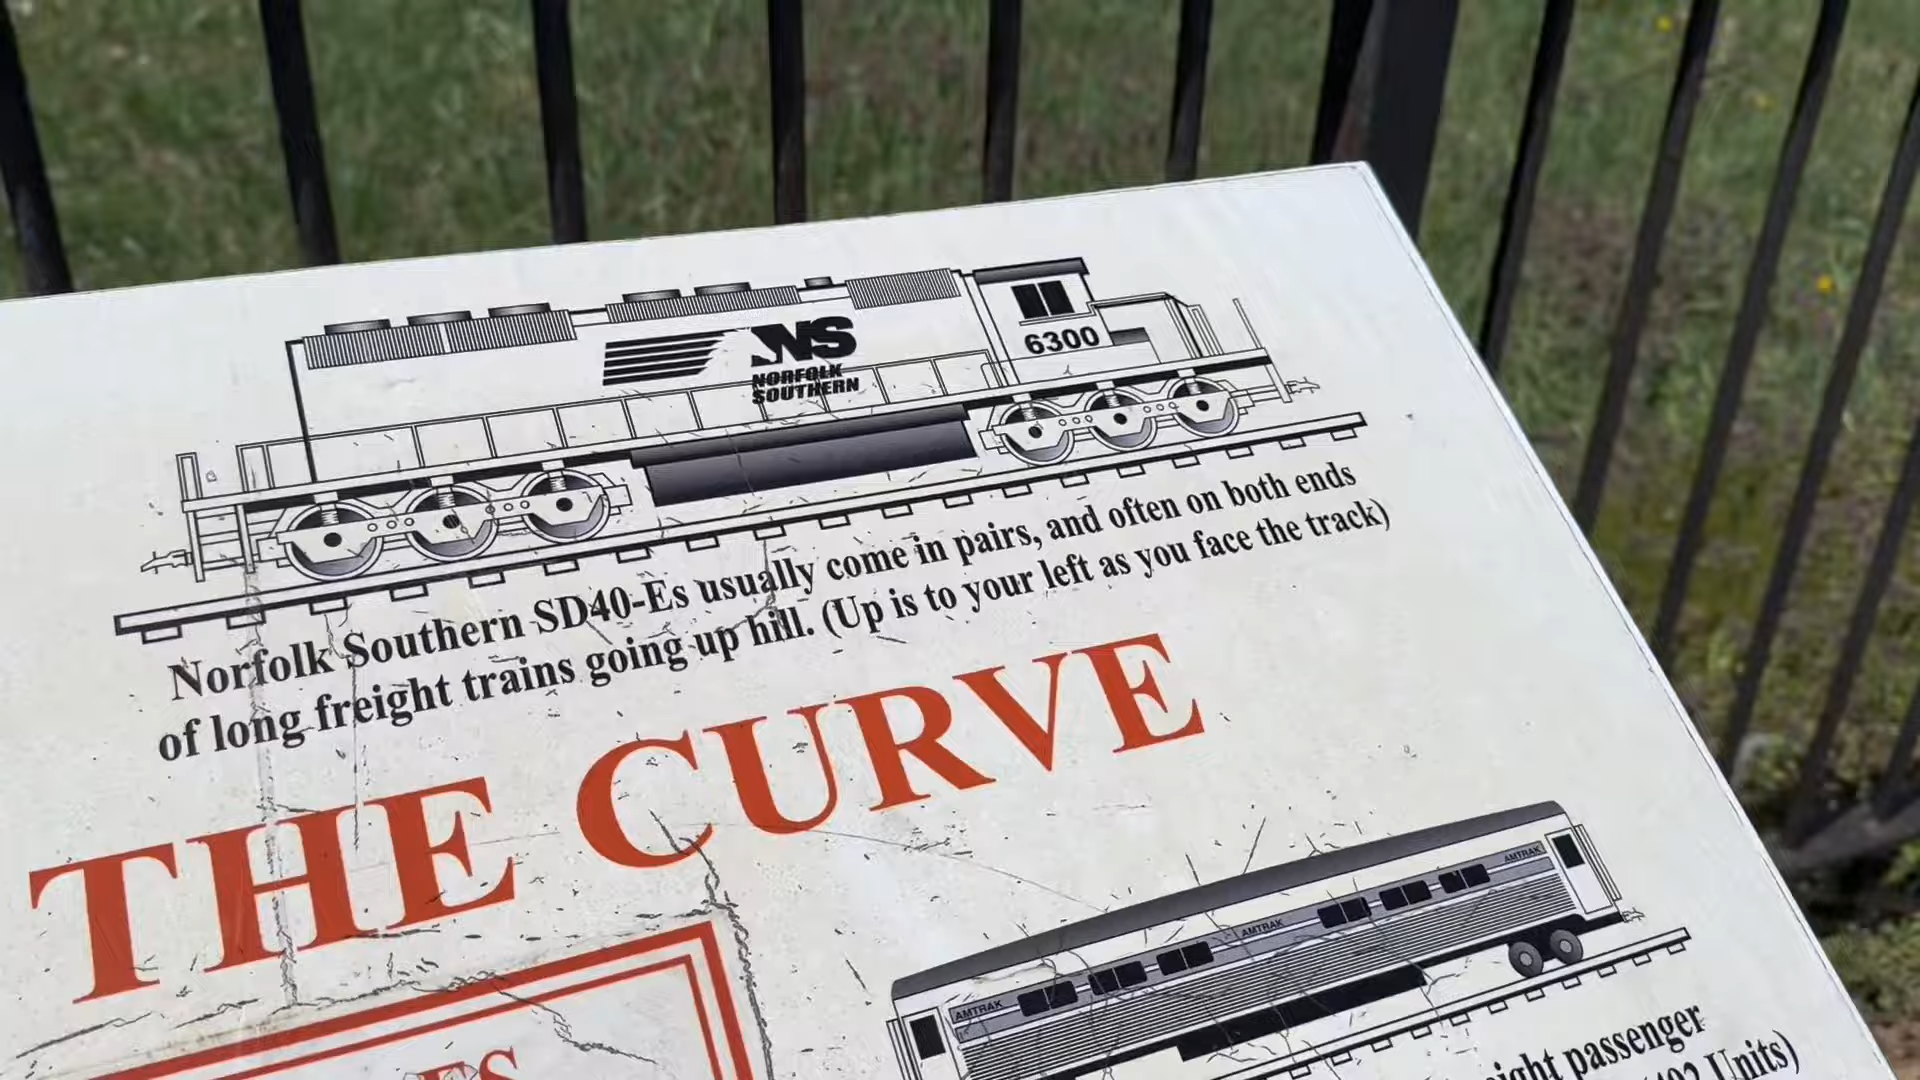 NS
NORFOLK
SOUTHERN
6300
Norfolk Southern SD40-Es usually come in pairs, and often on both ends
of long freight trains going up hill. (Up is to your left as you face the track)
THE CURVE
AMTRAK
AMTRAK
AMTRAK
passenger
Units)